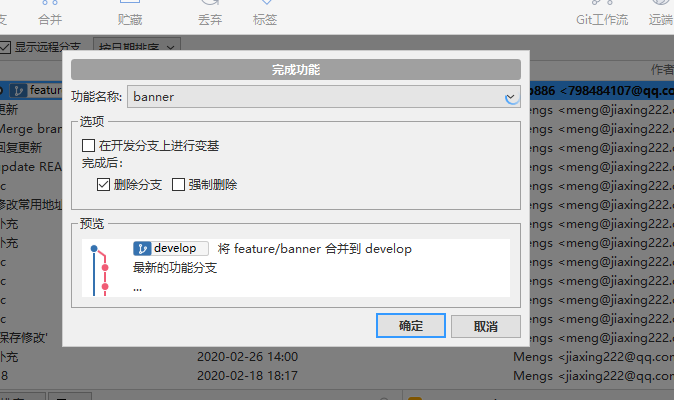 支 合并 贮藏 丢弃 标签 Git工作流 远端
显示远程分支 按日期排序
作者
完成功能
featur
b886 <798484107@qq.co
功能名称: banner
更新 Mengs <meng@jiaxing222.c
选项
Merge bran Mengs <meng@jiaxing222.c
在开发分支上进行变基
回复更新 Mengs <meng@jiaxing222.c
完成后:
update REA Mengs <meng@jiaxing222.c
删除分支 强制删除
c Mengs <meng@jiaxing222.c
修改常用地址 Mengs <meng@jiaxing222.c
预览
补充 Mengs <meng@jiaxing222.c
develop 将 feature/banner 合并到 develop
补充 Mengs <meng@jiaxing222.c
最新的功能分支
c Mengs <meng@jiaxing222.c
...
c Mengs <meng@jiaxing222.c
c Mengs <meng@jiaxing222.c
c Mengs <meng@jiaxing222.c
确定 取消
保存修改' Mengs <meng@jiaxing222.c
补充 2020-02-26 14:00 Mengs <jiaxing222@qq.com
8 2020-02-18 18:17 Mengs <jiaxing222@qq.com